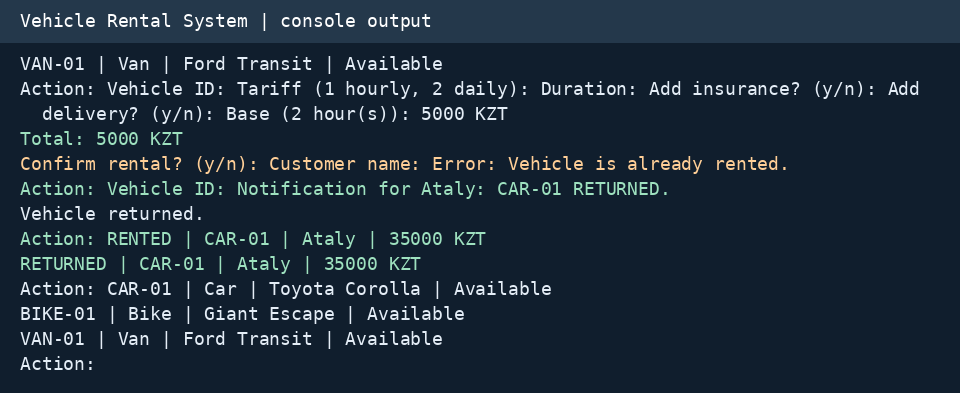 Vehicle Rental System | console output
VAN-01 | Van | Ford Transit | Available
Action: Vehicle ID: Tariff (1 hourly, 2 daily): Duration: Add insurance? (y/n): Add
delivery? (y/n): Base (2 hour(s)): 5000 KZT
Total: 5000 KZT
Confirm rental? (y/n): Customer name: Error: Vehicle is already rented.
Action: Vehicle ID: Notification for Ataly: CAR-01 RETURNED.
Vehicle returned.
Action: RENTED | CAR-01 | Ataly | 35000 KZT
RETURNED | CAR-01 | Ataly | 35000 KZT
Action: CAR-01 | Car | Toyota Corolla | Available
BIKE-01 | Bike | Giant Escape | Available
VAN-01 | Van | Ford Transit | Available
Action: